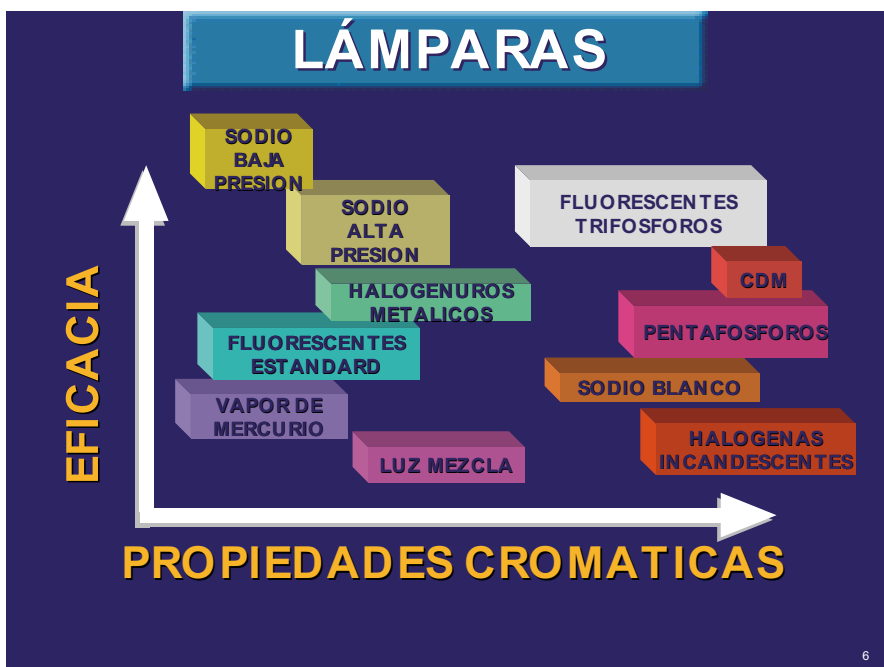 LÁMPARAS
SODIO
BAJA
PRESION
SODIO
ALTA
PRESION
FLUORESCENTES
TRIFOSFOROS
CDM
HALOGENUROS
METALICOS
PENTAFOSFOROS
FLUORESCENTES
ESTANDARD
SODIO BLANCO
VAPOR DE
MERCURIO
HALOGENAS
INCANDESCENTES
LUZ MEZCLA
EFICACIA
PROPIEDADES CROMATICAS
6